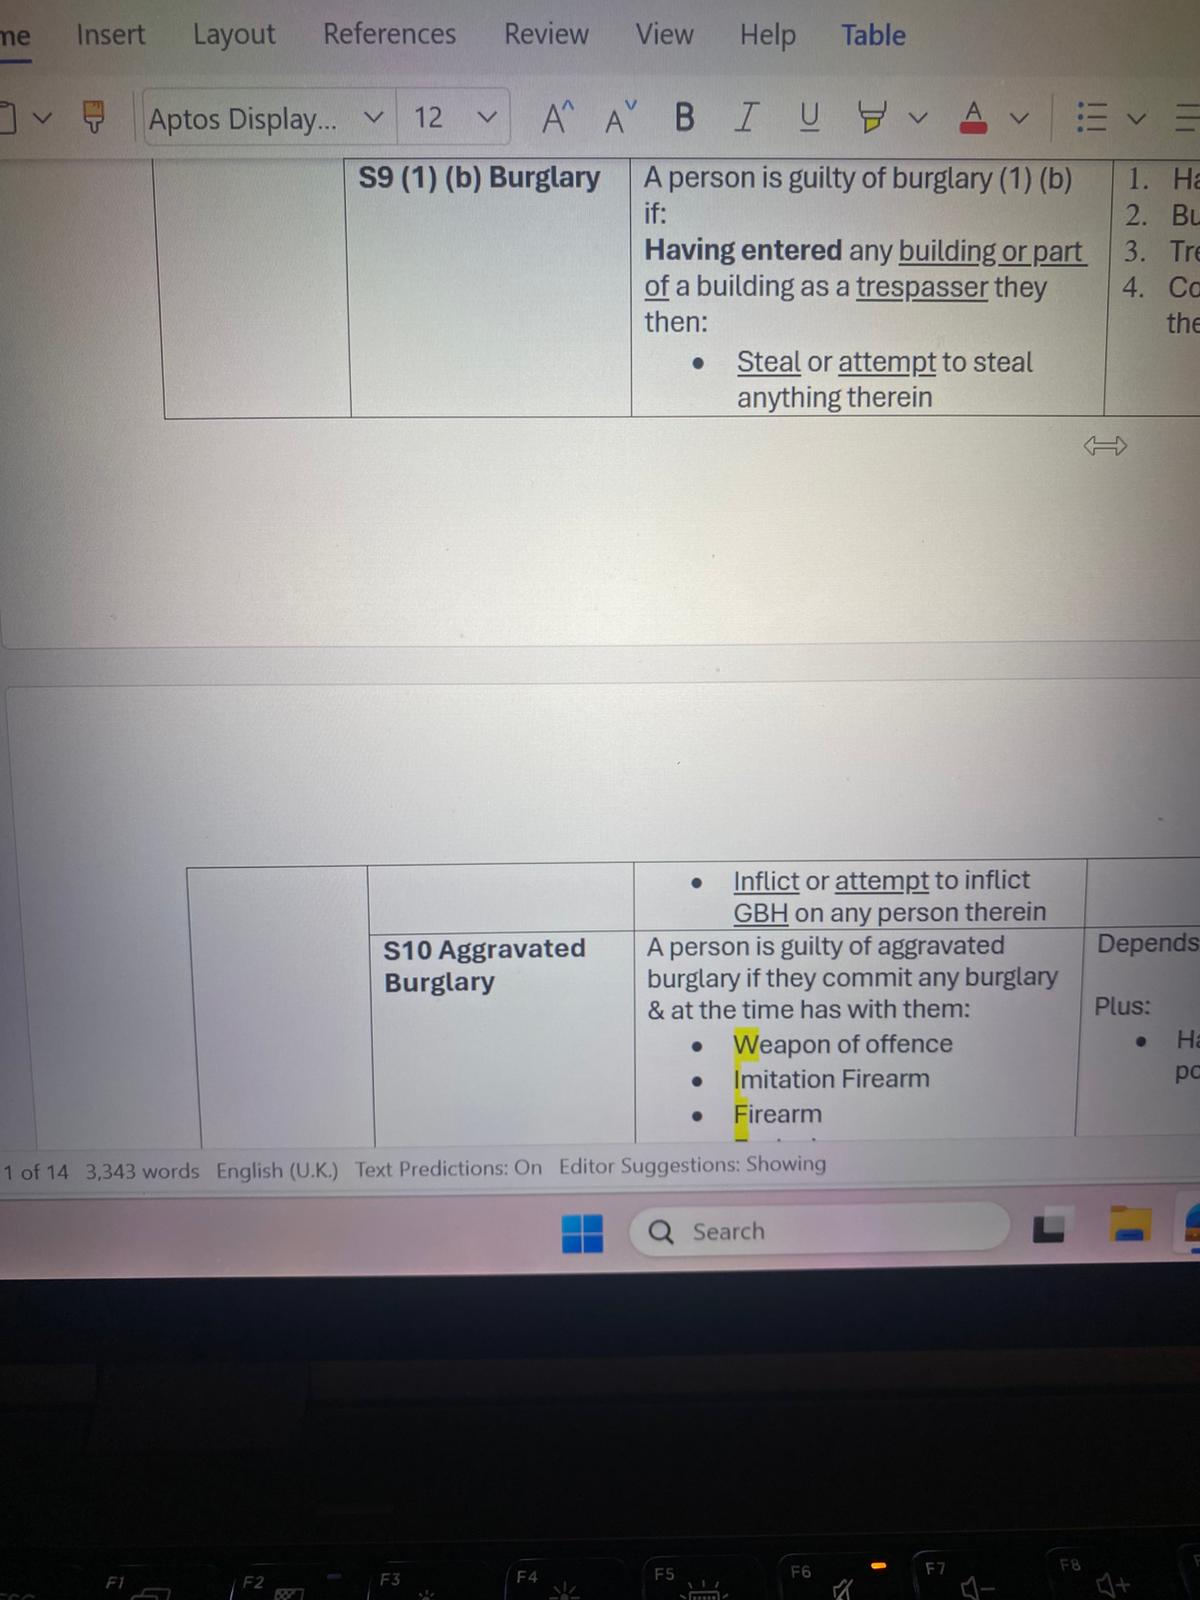 me Insert Layout References Review View Help Table
Aptos Display... 12 A A B I U A
S9 (1) (b) Burglary
A person is guilty of burglary (1) (b)
if:
Having entered any building or part
of a building as a trespasser they
then:
• Steal or attempt to steal
anything therein
1. Ha
2. Bu
3. Tre
4. Co
the
• Inflict or attempt to inflict
GBH on any person therein
S10 Aggravated
Burglary
A person is guilty of aggravated
burglary if they commit any burglary
& at the time has with them:
• Weapon of offence
• Imitation Firearm
• Firearm
Depends
Plus:
• Ha
po
1 of 14 3,343 words English (U.K.) Text Predictions: On Editor Suggestions: Showing
Search
F1 F2 F3 F4 F5 F6 F7 F8